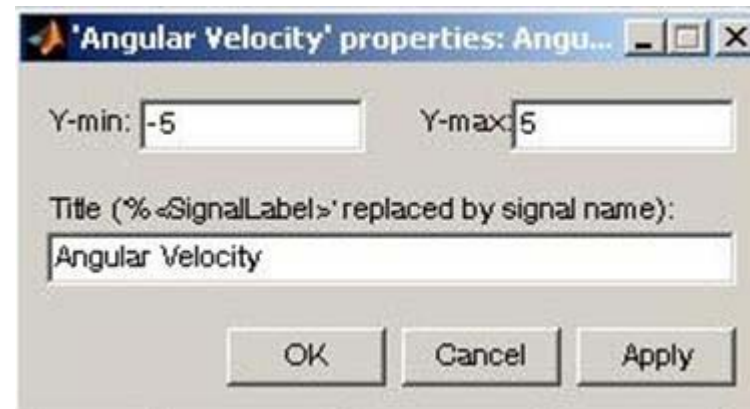 'Angular Velocity' properties: Angu...
Y-min: -5 Y-max: 5
Title ('%<SignalLabel>' replaced by signal name):
Angular Velocity
OK Cancel Apply